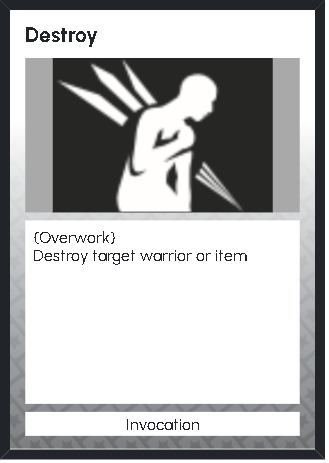 Destroy
{Overwork}
Destroy target warrior or item
Invocation